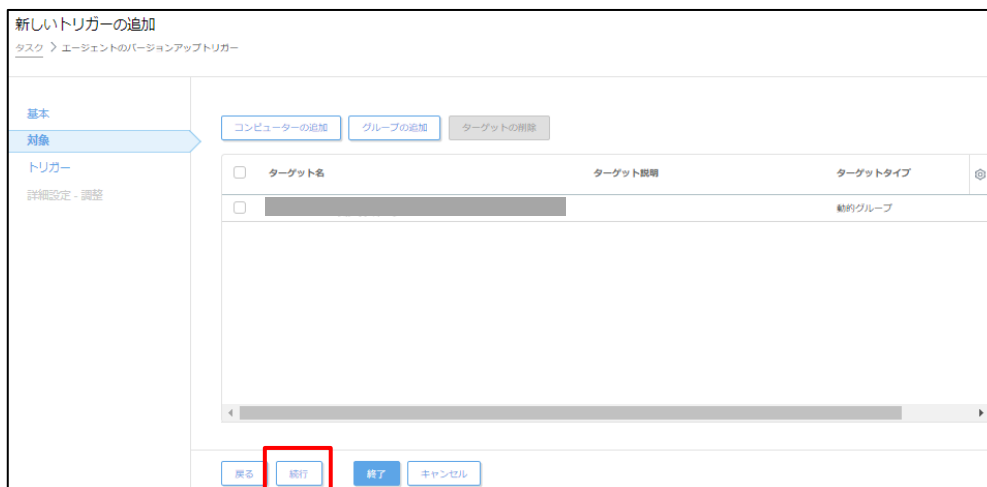 新しいトリガーの追加
タスク > エージェントのバージョンアップトリガー
基本
対象
トリガー
詳細設定 - 調整
コンピューターの追加 グループの追加 ターゲットの削除
ターゲット名 ターゲット説明 ターゲットタイプ
動的グループ
戻る 続行 終了 キャンセル